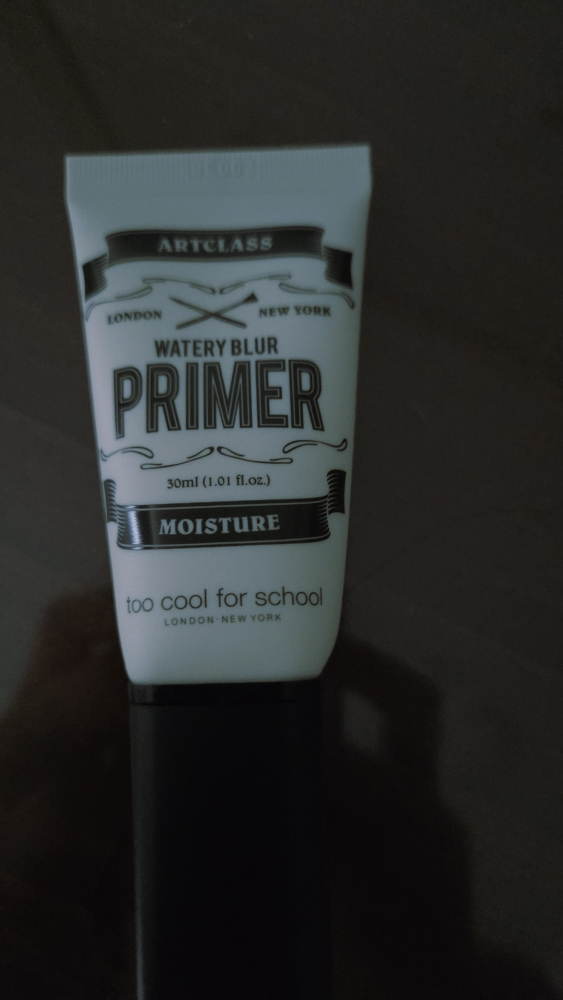 ARTCLASS
LONDON NEW YORK
WATERY BLUR
PRIMER
30ml (1.01 fl.oz.)
MOISTURE
too cool for school
LONDON·NEW YORK